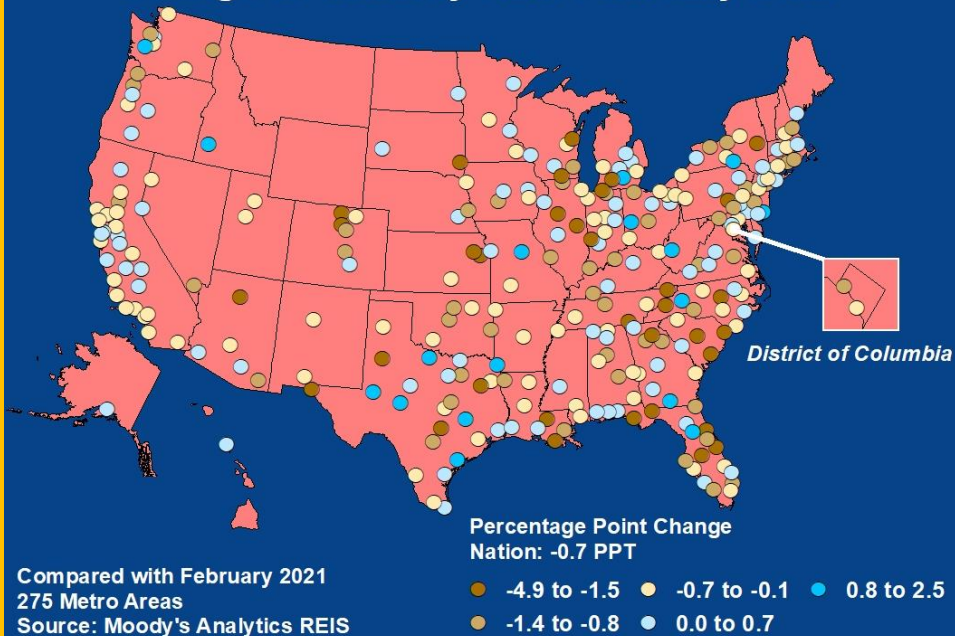 District of Columbia
Percentage Point Change
Nation: -0.7 PPT
-4.9 to -1.5
-0.7 to -0.1
0.8 to 2.5
-1.4 to -0.8
0.0 to 0.7
Compared with February 2021
275 Metro Areas
Source: Moody's Analytics REIS